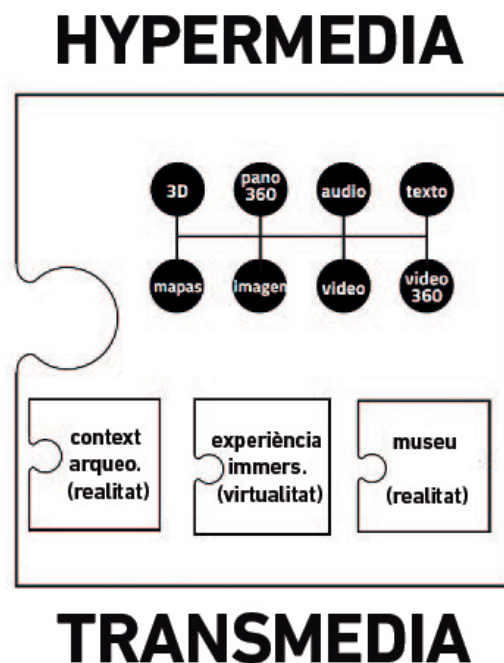 HYPERMEDIA
3D
pano
360
audio
texto
mapas
imagen
video
video
360
context
arqueo.
(realitat)
experiència
immers.
(virtualitat)
museu
(realitat)
TRANSMEDIA